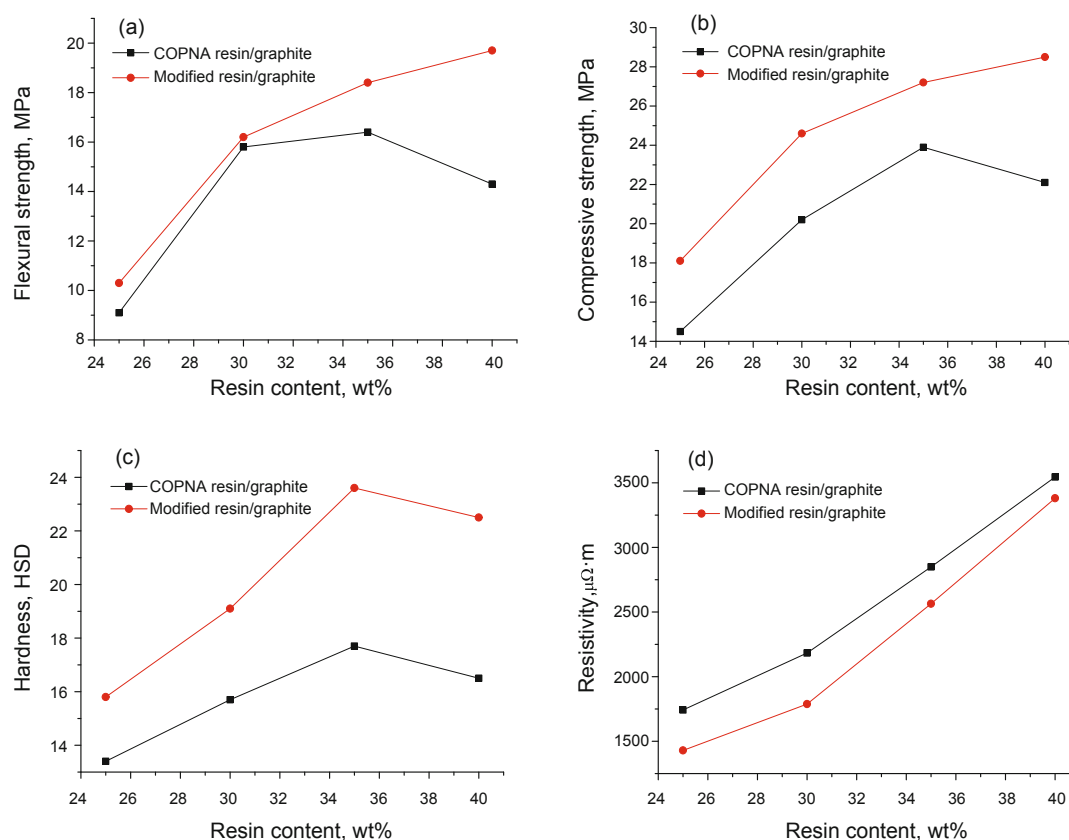 (a)
COPNA resin/graphite
Modified resin/graphite
Flexural strength, MPa
20
18
16
14
12
10
8
24 26 28 30 32 34 36 38 40
Resin content, wt%
(b)
COPNA resin/graphite
Modified resin/graphite
Compressive strength, MPa
30
28
26
24
22
20
18
16
14
24 26 28 30 32 34 36 38 40
Resin content, wt%
(c)
COPNA resin/graphite
Modified resin/graphite
Hardness, HSD
24
22
20
18
16
14
24 26 28 30 32 34 36 38 40
Resin content, wt%
(d)
COPNA resin/graphite
Modified resin/graphite
Resistivity,μΩ·m
3500
3000
2500
2000
1500
24 26 28 30 32 34 36 38 40
Resin content, wt%